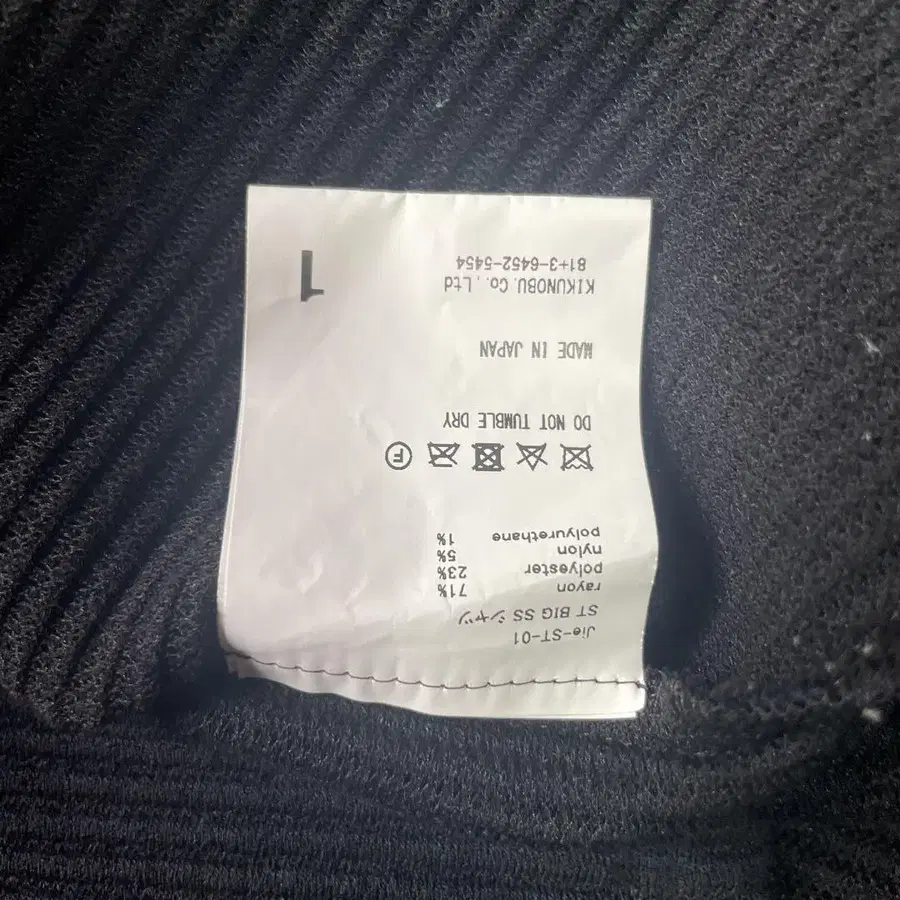 Jie-ST-01
ST BIG SS シャツ
rayon 71%
polyester 23%
nylon 5%
polyurethane 1%
F
DO NOT TUMBLE DRY
MADE IN JAPAN
KIKUNOBU.Co.,Ltd
81+3-6452-5454
1